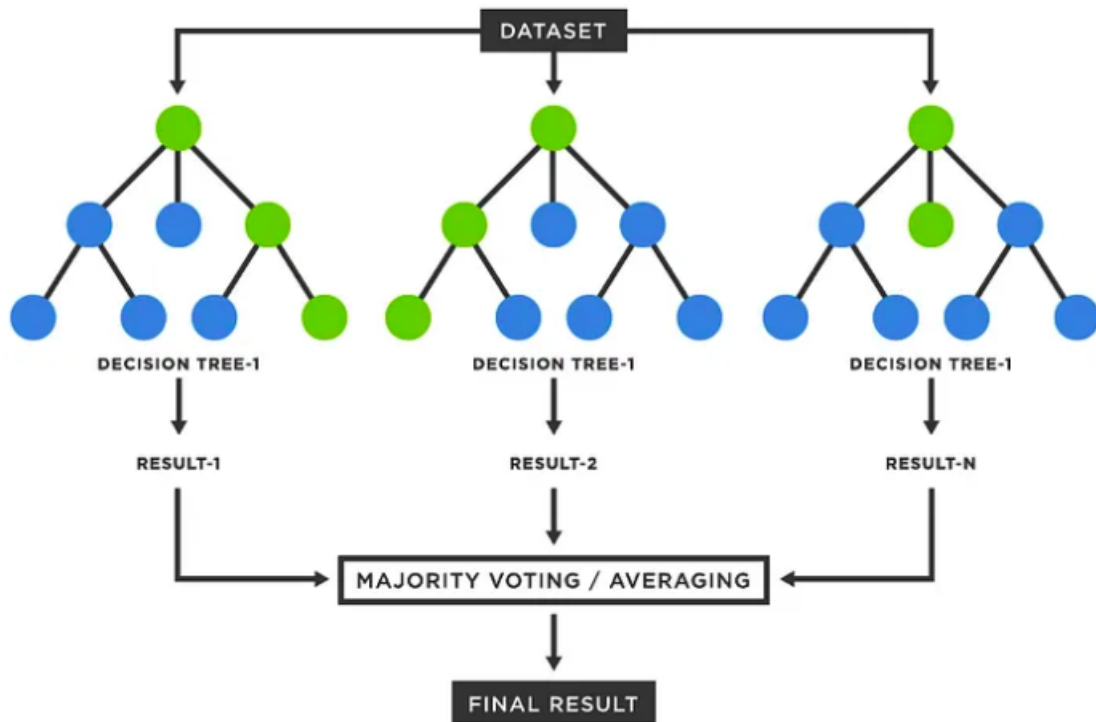 DATASET
DECISION TREE-1
DECISION TREE-1
DECISION TREE-1
RESULT-1
RESULT-2
RESULT-N
MAJORITY VOTING / AVERAGING
FINAL RESULT